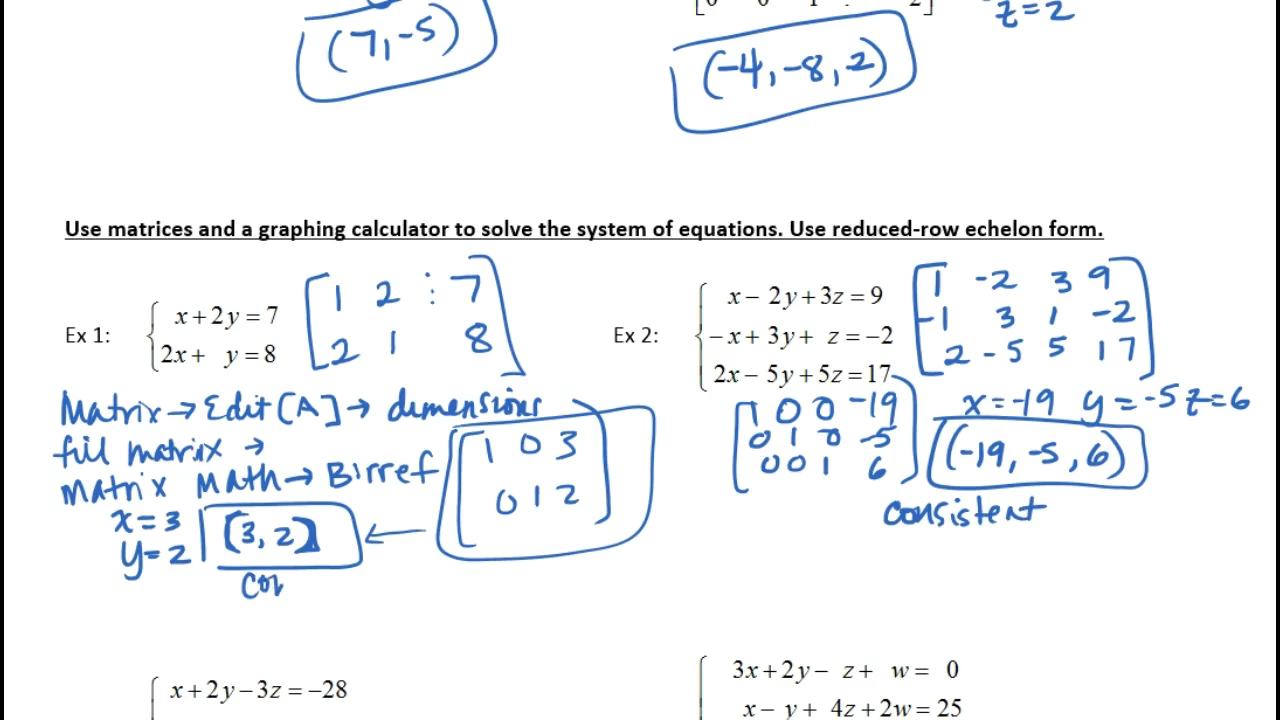 (7,-5)
z=2
(-4,-8,2)
Use matrices and a graphing calculator to solve the system of equations. Use reduced-row echelon form.
Ex 1:
x+2y=7
2x+ y=8
1 2 : 7
2 1 8
Matrix→Edit[A]→ dimensions
fill matrix →
matrix Math→Birref
1 0 3
0 1 2
x=3
y=2
(3,2)
Con
Ex 2:
x-2y+3z=9
-x+3y+ z=-2
2x-5y+5z=17
1 -2 3 9
-1 3 1 -2
2 -5 5 17
1 0 0 -19
0 1 0 -5
0 0 1 6
x=-19 y=-5 z=6
(-19,-5,6)
consistent
x+2y-3z=-28
3x+2y- z+ w= 0
x- y+ 4z+2w=25